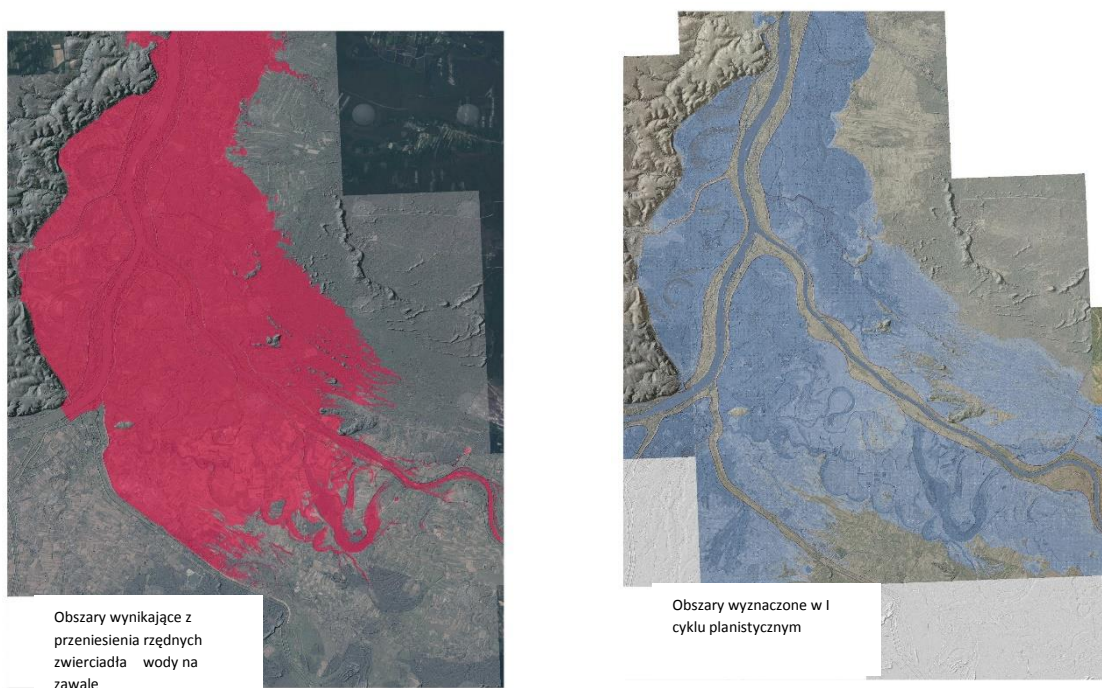 Obszary wynikające z
przeniesienia rzędnych
zwierciadła wody na
zawale
Obszary wyznaczone w I
cyklu planistycznym